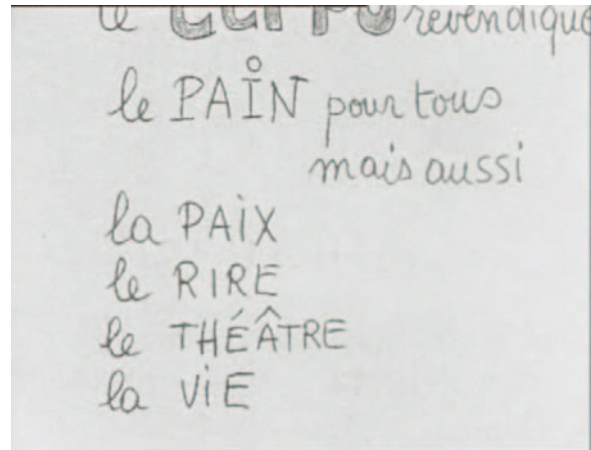 le revendique
le PAIN pour tous
mais aussi
la PAIX
le RIRE
le THÉÂTRE
la ViE